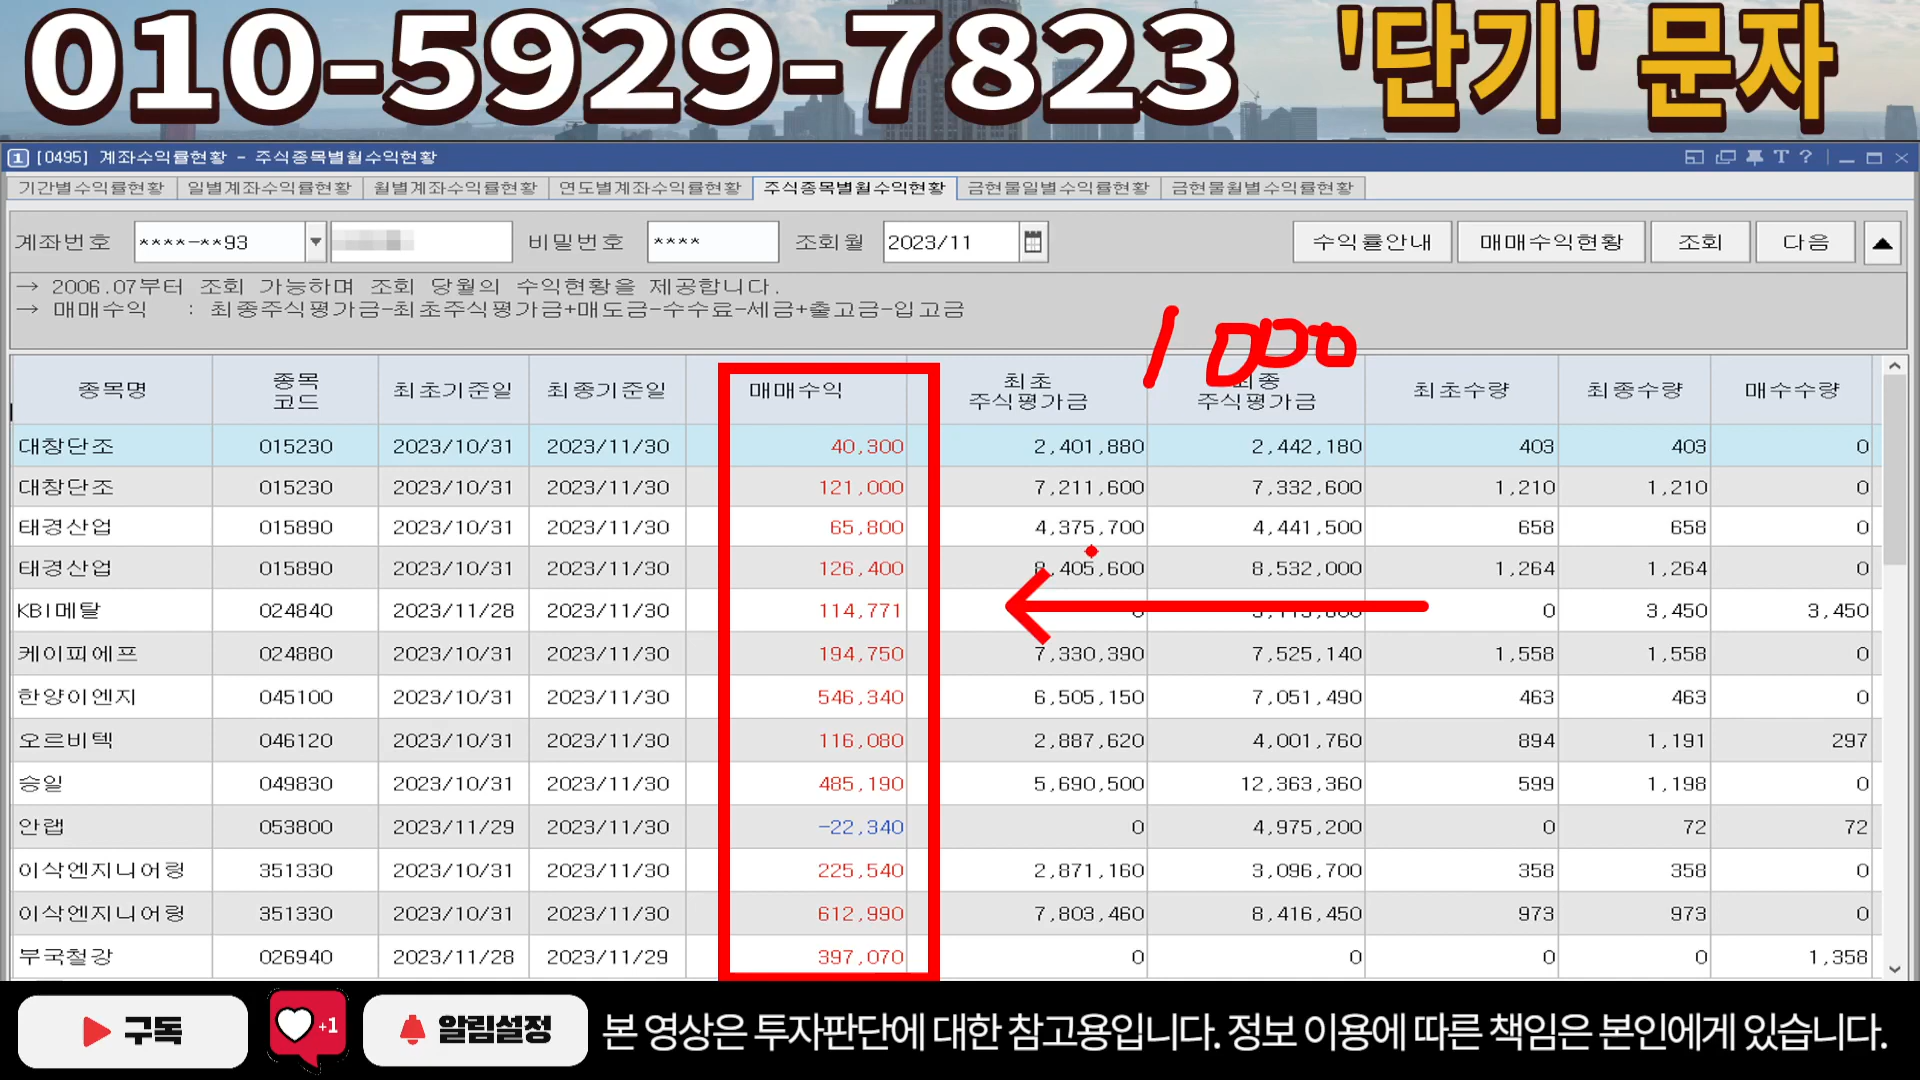 010-5929-7823 '단기' 문자
1 [0495] 계좌수익률현황 - 주식종목별월수익현황
기간별수익률현황 일별계좌수익률현황 월별계좌수익률현황 연도별계좌수익률현황 주식종목별월수익현황 금현물일별수익률현황 금현물월별수익률현황
계좌번호 ****-**93 비밀번호 **** 조회월 2023/11 수익률안내 매매수익현황 조회 다음
→ 2006.07부터 조회 가능하며 조회 당월의 수익현황을 제공합니다.
→ 매매수익 : 최종주식평가금-최초주식평가금+매도금-수수료-세금+출고금-입고금
1000
종목명 종목코드 최초기준일 최종기준일 매매수익 최초주식평가금 최종주식평가금 최초수량 최종수량 매수수량
대창단조 015230 2023/10/31 2023/11/30 40,300 2,401,880 2,442,180 403 403 0
대창단조 015230 2023/10/31 2023/11/30 121,000 7,211,600 7,332,600 1,210 1,210 0
태경산업 015890 2023/10/31 2023/11/30 65,800 4,375,700 4,441,500 658 658 0
태경산업 015890 2023/10/31 2023/11/30 126,400 8,405,600 8,532,000 1,264 1,264 0
KBI메탈 024840 2023/11/28 2023/11/30 114,771 0 0 3,450 3,450
케이피에프 024880 2023/10/31 2023/11/30 194,750 7,330,390 7,525,140 1,558 1,558 0
한양이엔지 045100 2023/10/31 2023/11/30 546,340 6,505,150 7,051,490 463 463 0
오르비텍 046120 2023/10/31 2023/11/30 116,080 2,887,620 4,001,760 894 1,191 297
승일 049830 2023/10/31 2023/11/30 485,190 5,690,500 12,363,360 599 1,198 0
안랩 053800 2023/11/29 2023/11/30 -22,340 0 4,975,200 0 72 72
이삭엔지니어링 351330 2023/10/31 2023/11/30 225,540 2,871,160 3,096,700 358 358 0
이삭엔지니어링 351330 2023/10/31 2023/11/30 612,990 7,803,460 8,416,450 973 973 0
부국철강 026940 2023/11/28 2023/11/29 397,070 0 0 0 0 1,358
구독 +1 알림설정 본 영상은 투자판단에 대한 참고용입니다. 정보 이용에 따른 책임은 본인에게 있습니다.